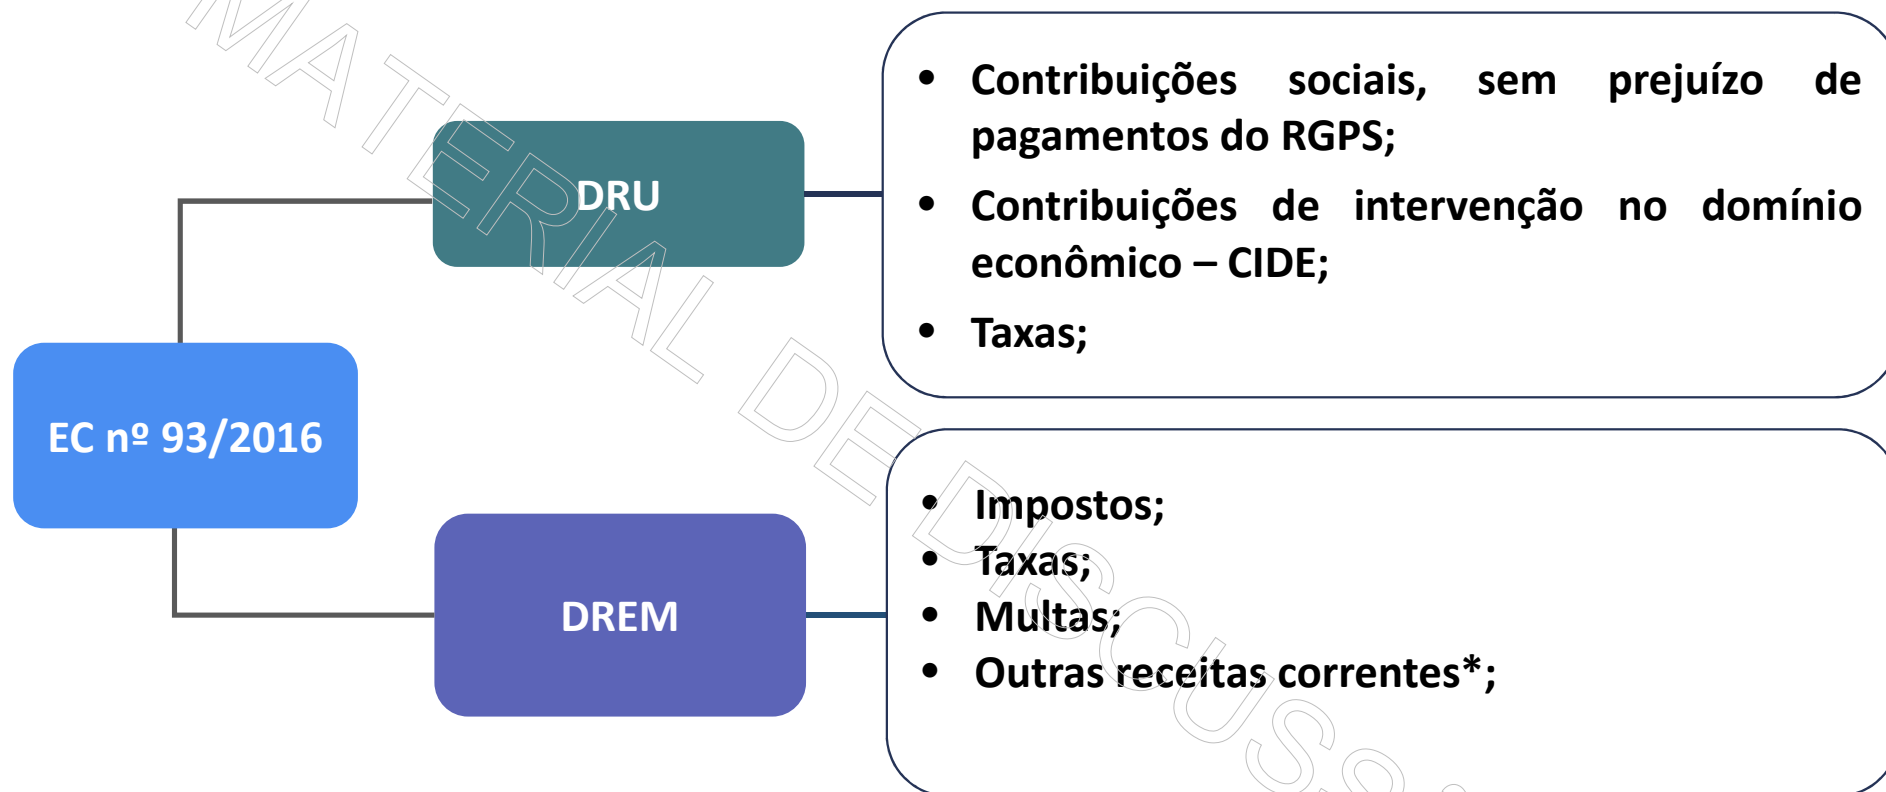 • Contribuições sociais, sem prejuízo de
pagamentos do RGPS;
• Contribuições de intervenção no domínio
econômico – CIDE;
• Taxas;
DRU
EC nº 93/2016
DREM
• Impostos;
• Taxas;
• Multas;
• Outras receitas correntes*;
MATERIAL DE